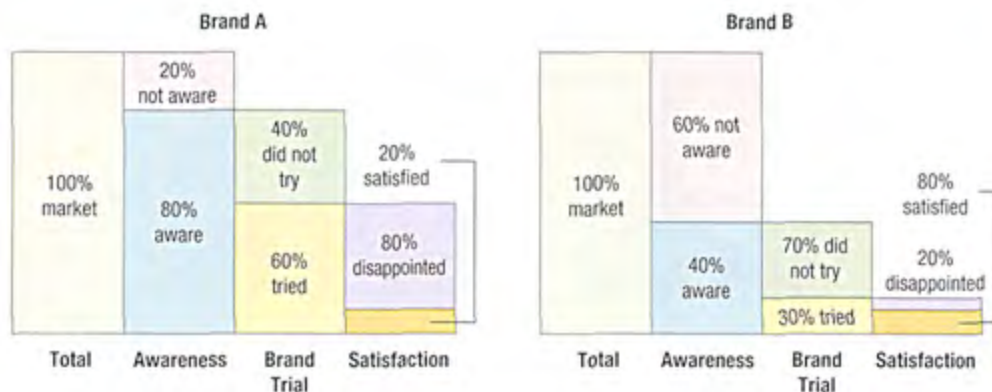 Brand A
20%
not aware
40%
did not
try
20%
satisfied
100%
market
80%
aware
60%
tried
80%
disappointed
Total
Awareness
Brand
Trial
Satisfaction
Brand B
60% not
aware
100%
market
40%
aware
70% did
not try
30% tried
80%
satisfied
20%
disappointed
Total
Awareness
Brand
Trial
Satisfaction